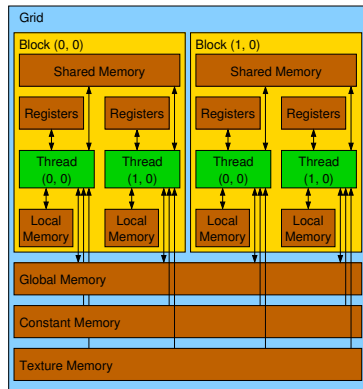 Grid
Block (0, 0)
Block (1, 0)
Shared Memory
Shared Memory
Registers
Registers
Registers
Registers
Thread
(0, 0)
Thread
(1, 0)
Thread
(0, 0)
Thread
(1, 0)
Local
Memory
Local
Memory
Local
Memory
Local
Memory
Global Memory
Constant Memory
Texture Memory